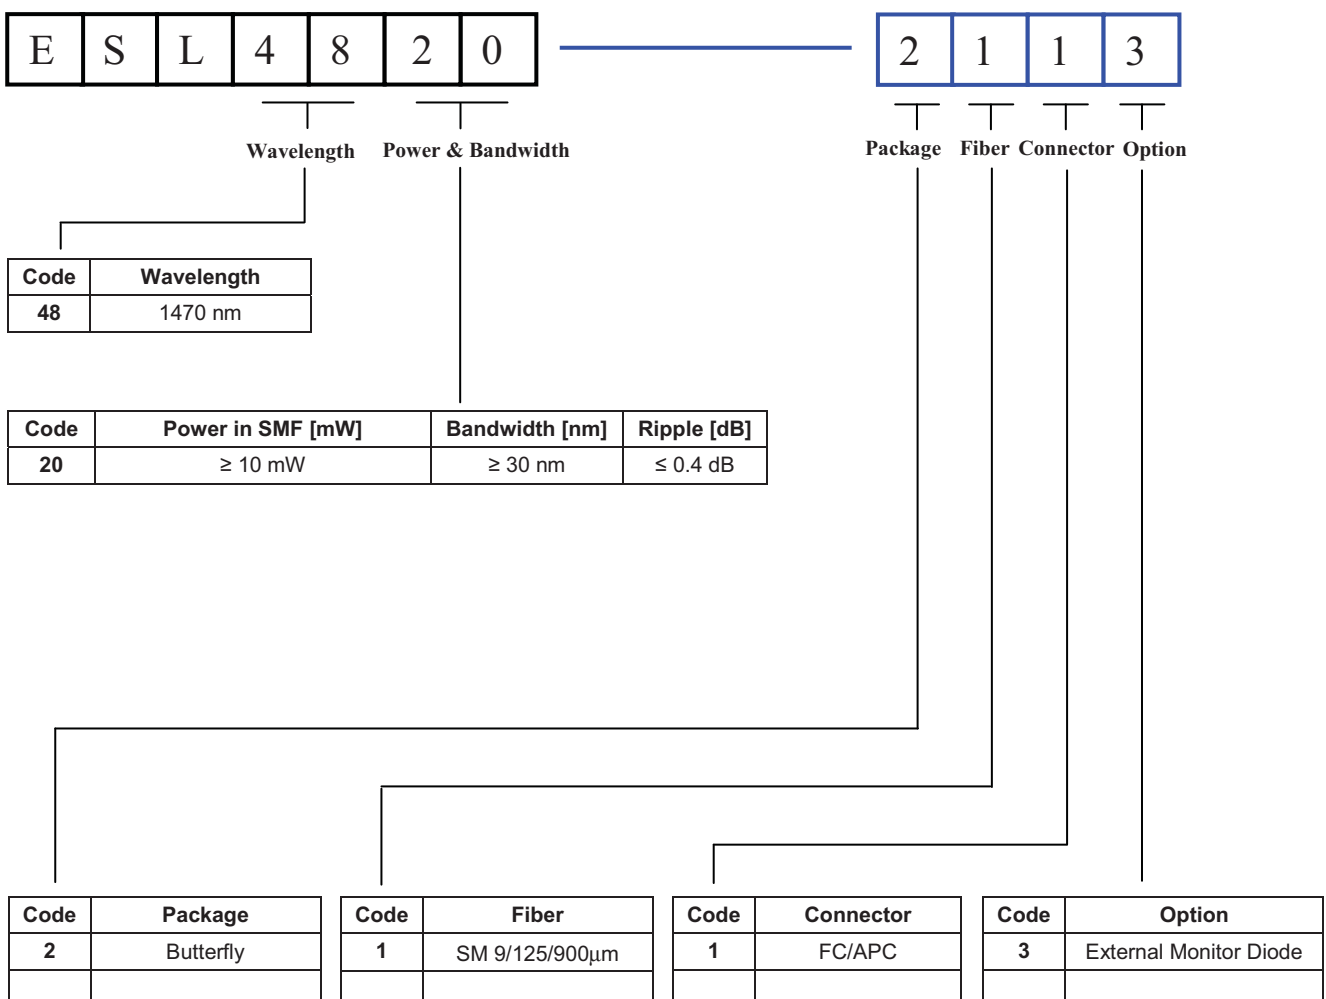 E S L 4 8 2 0 2 1 1 3
Wavelength Power & Bandwidth Package Fiber Connector Option
Code Wavelength
48 1470 nm
Code Power in SMF [mW] Bandwidth [nm] Ripple [dB]
20 ≥ 10 mW ≥ 30 nm ≤ 0.4 dB
Code Package Code Fiber Code Connector Code Option
2 Butterfly 1 SM 9/125/900μm 1 FC/APC 3 External Monitor Diode